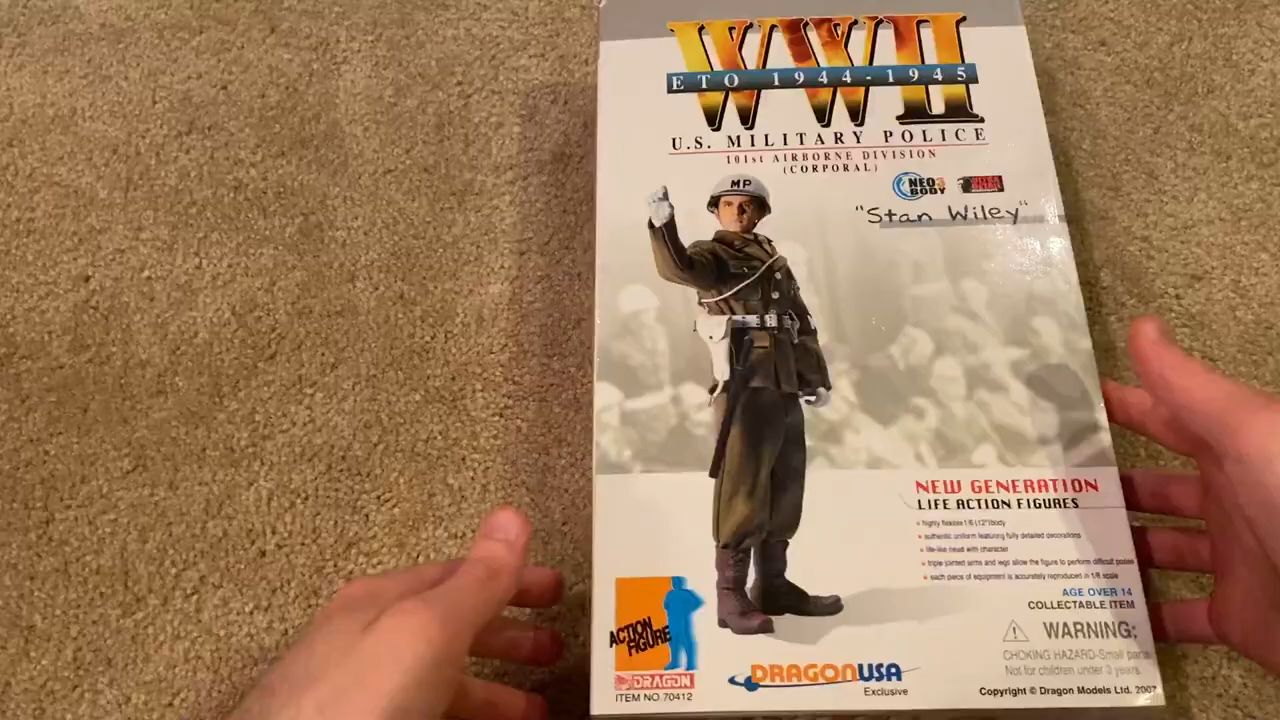 WWII
ETO 1944-1945
U.S. MILITARY POLICE
101st AIRBORNE DIVISION
(CORPORAL)
MP
NEO3
BODY
"Stan Wiley"
NEW GENERATION
LIFE ACTION FIGURES
highly flexible 1/6 (12")body
authentic uniform featuring fully detailed decorations
life-like head with character
triple jointed arms and legs allow the figure to perform difficult poses
each piece of equipment is accurately reproduced in 1/6 scale
AGE OVER 14
COLLECTABLE ITEM
WARNING:
CHOKING HAZARD-Small parts
Not for children under 3 years.
ACTION
FIGURE
DRAGON
ITEM NO.70412
DRAGONUSA
Exclusive
Copyright © Dragon Models Ltd. 2007